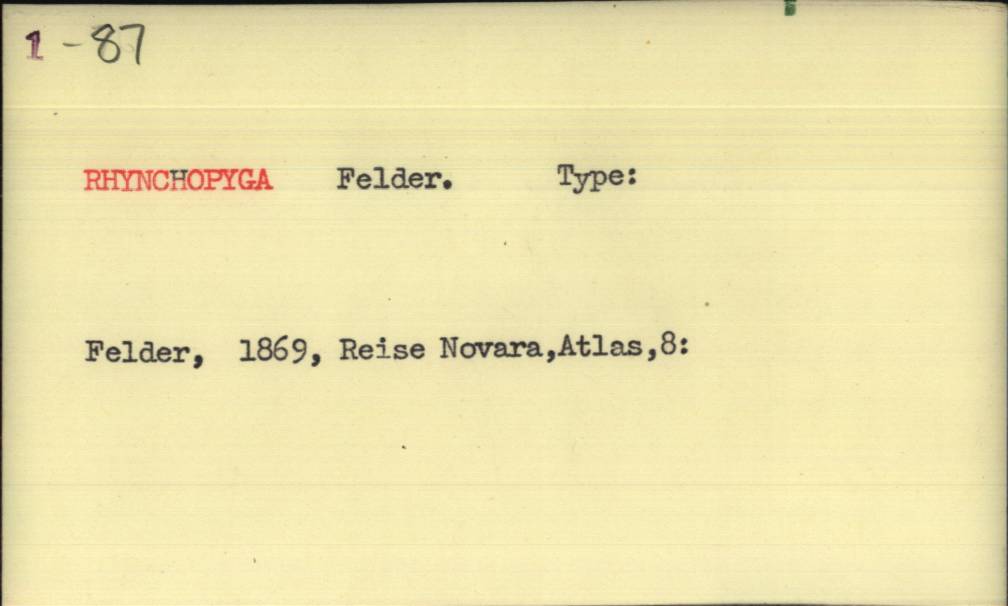 1 - 87
RHYNCHOPYGA Felder. Type:
Felder, 1869, Reise Novara,Atlas,8: